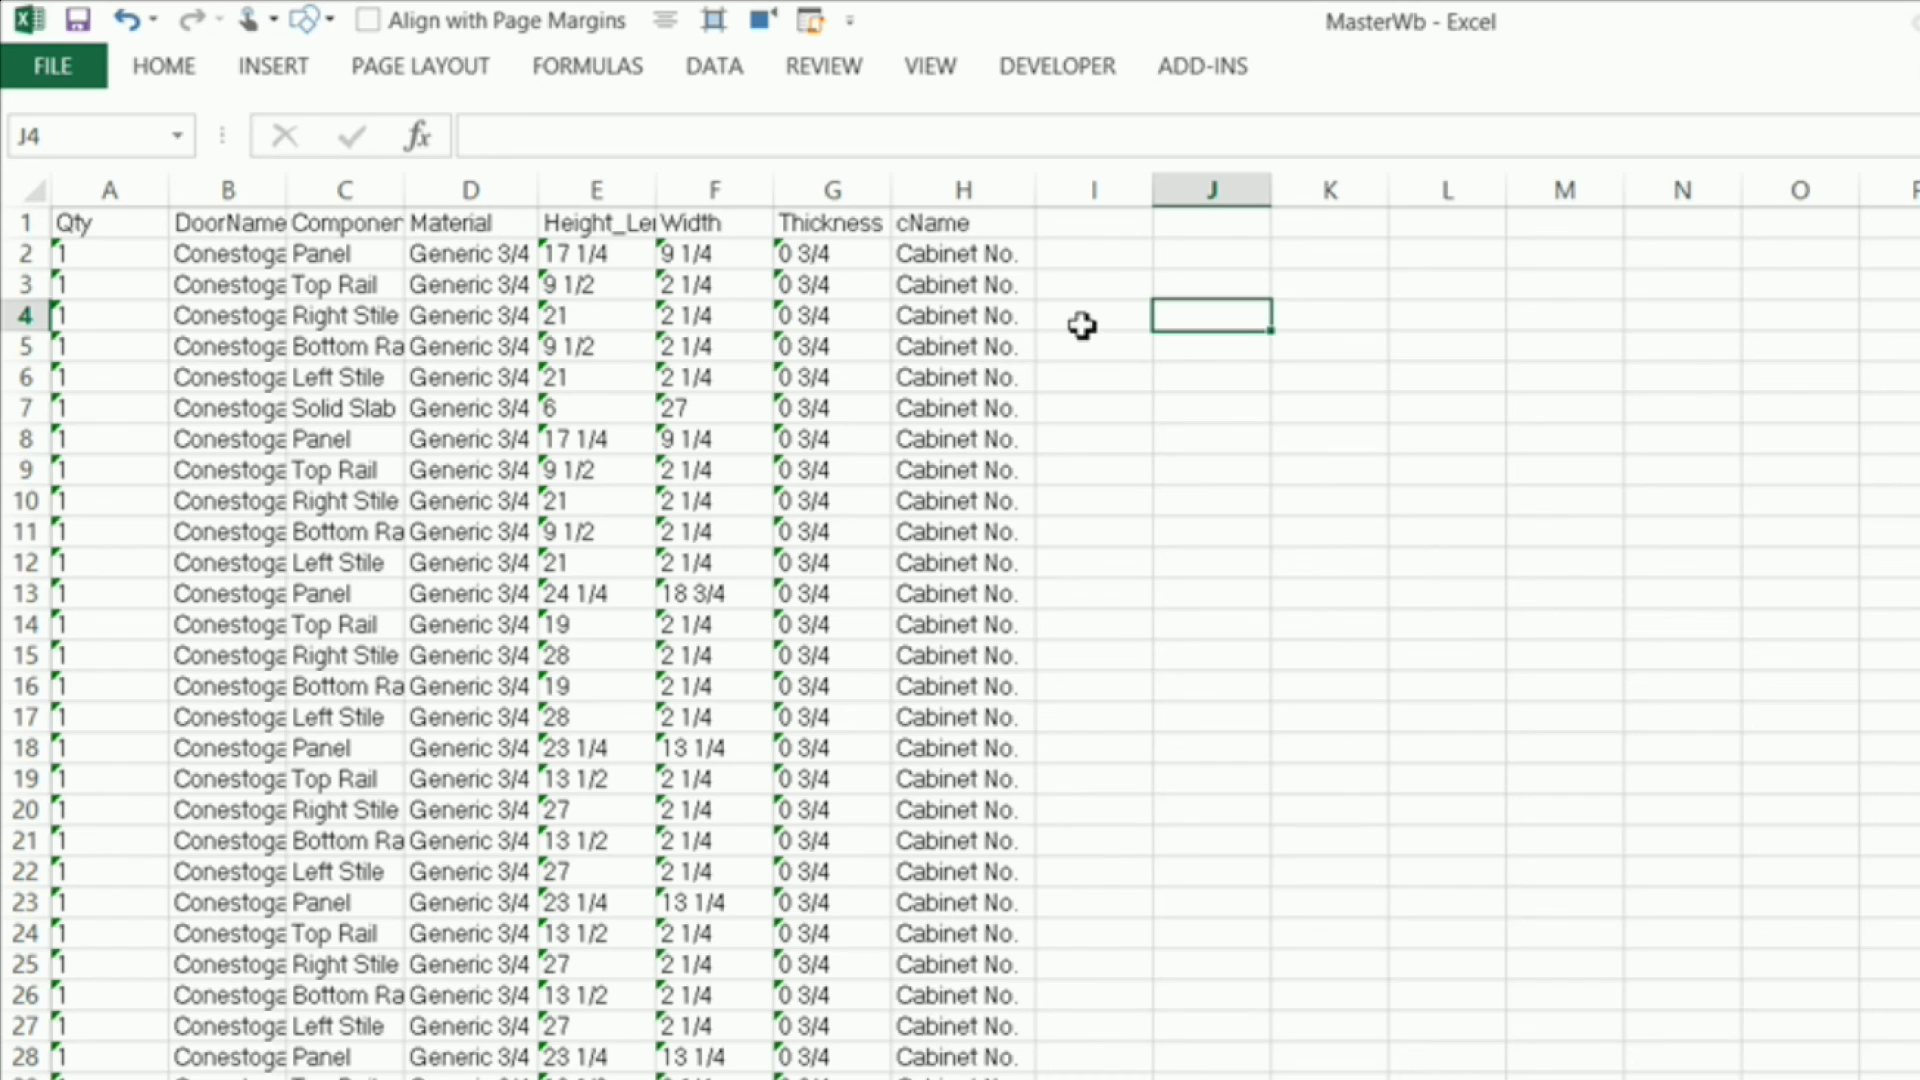 Align with Page Margins
MasterWb - Excel
FILE HOME INSERT PAGE LAYOUT FORMULAS DATA REVIEW VIEW DEVELOPER ADD-INS
J4 fx
A B C D E F G H I J K L M N O
1 Qty DoorName Componen Material Height_Len Width Thickness cName
2 1 Conestoga Panel Generic 3/4 17 1/4 9 1/4 0 3/4 Cabinet No.
3 1 Conestoga Top Rail Generic 3/4 9 1/2 2 1/4 0 3/4 Cabinet No.
4 1 Conestoga Right Stile Generic 3/4 21 2 1/4 0 3/4 Cabinet No.
5 1 Conestoga Bottom Ra Generic 3/4 9 1/2 2 1/4 0 3/4 Cabinet No.
6 1 Conestoga Left Stile Generic 3/4 21 2 1/4 0 3/4 Cabinet No.
7 1 Conestoga Solid Slab Generic 3/4 6 27 0 3/4 Cabinet No.
8 1 Conestoga Panel Generic 3/4 17 1/4 9 1/4 0 3/4 Cabinet No.
9 1 Conestoga Top Rail Generic 3/4 9 1/2 2 1/4 0 3/4 Cabinet No.
10 1 Conestoga Right Stile Generic 3/4 21 2 1/4 0 3/4 Cabinet No.
11 1 Conestoga Bottom Ra Generic 3/4 9 1/2 2 1/4 0 3/4 Cabinet No.
12 1 Conestoga Left Stile Generic 3/4 21 2 1/4 0 3/4 Cabinet No.
13 1 Conestoga Panel Generic 3/4 24 1/4 18 3/4 0 3/4 Cabinet No.
14 1 Conestoga Top Rail Generic 3/4 19 2 1/4 0 3/4 Cabinet No.
15 1 Conestoga Right Stile Generic 3/4 28 2 1/4 0 3/4 Cabinet No.
16 1 Conestoga Bottom Ra Generic 3/4 19 2 1/4 0 3/4 Cabinet No.
17 1 Conestoga Left Stile Generic 3/4 28 2 1/4 0 3/4 Cabinet No.
18 1 Conestoga Panel Generic 3/4 23 1/4 13 1/4 0 3/4 Cabinet No.
19 1 Conestoga Top Rail Generic 3/4 13 1/2 2 1/4 0 3/4 Cabinet No.
20 1 Conestoga Right Stile Generic 3/4 27 2 1/4 0 3/4 Cabinet No.
21 1 Conestoga Bottom Ra Generic 3/4 13 1/2 2 1/4 0 3/4 Cabinet No.
22 1 Conestoga Left Stile Generic 3/4 27 2 1/4 0 3/4 Cabinet No.
23 1 Conestoga Panel Generic 3/4 23 1/4 13 1/4 0 3/4 Cabinet No.
24 1 Conestoga Top Rail Generic 3/4 13 1/2 2 1/4 0 3/4 Cabinet No.
25 1 Conestoga Right Stile Generic 3/4 27 2 1/4 0 3/4 Cabinet No.
26 1 Conestoga Bottom Ra Generic 3/4 13 1/2 2 1/4 0 3/4 Cabinet No.
27 1 Conestoga Left Stile Generic 3/4 27 2 1/4 0 3/4 Cabinet No.
28 1 Conestoga Panel Generic 3/4 23 1/4 13 1/4 0 3/4 Cabinet No.